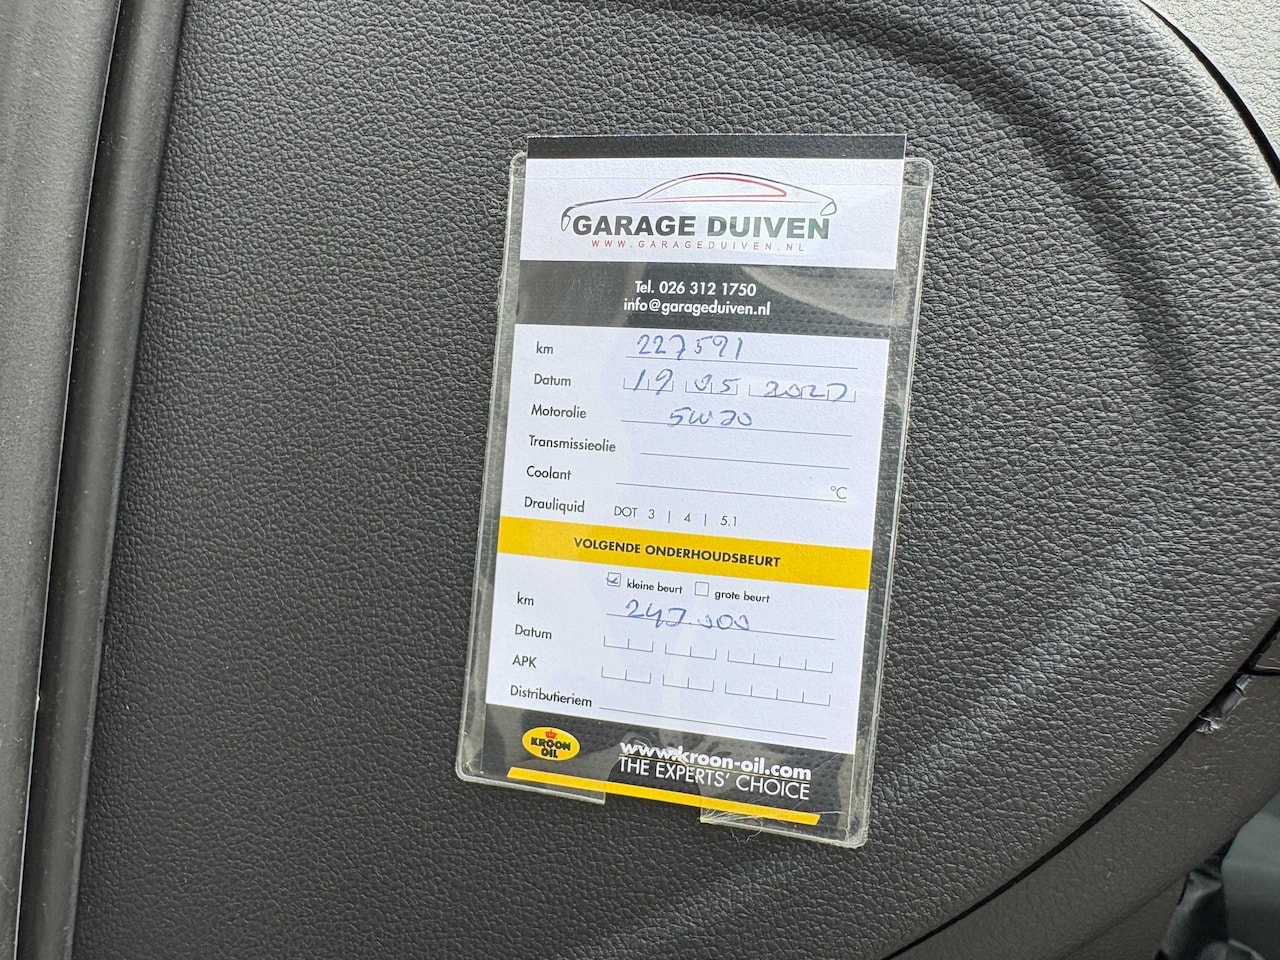 GARAGE DUIVEN
WWW.GARAGEDUIVEN.NL
Tel. 026 312 1750
info@garageduiven.nl
km 227591
Datum 19 05 2022
Motorolie 5W30
Transmissieolie
Coolant °C
Drauliquid DOT 3 | 4 | 5.1
VOLGENDE ONDERHOUDSBEURT
kleine beurt grote beurt
km 247.000
Datum
APK
Distributieriem
KROON OIL
www.kroon-oil.com
THE EXPERTS' CHOICE